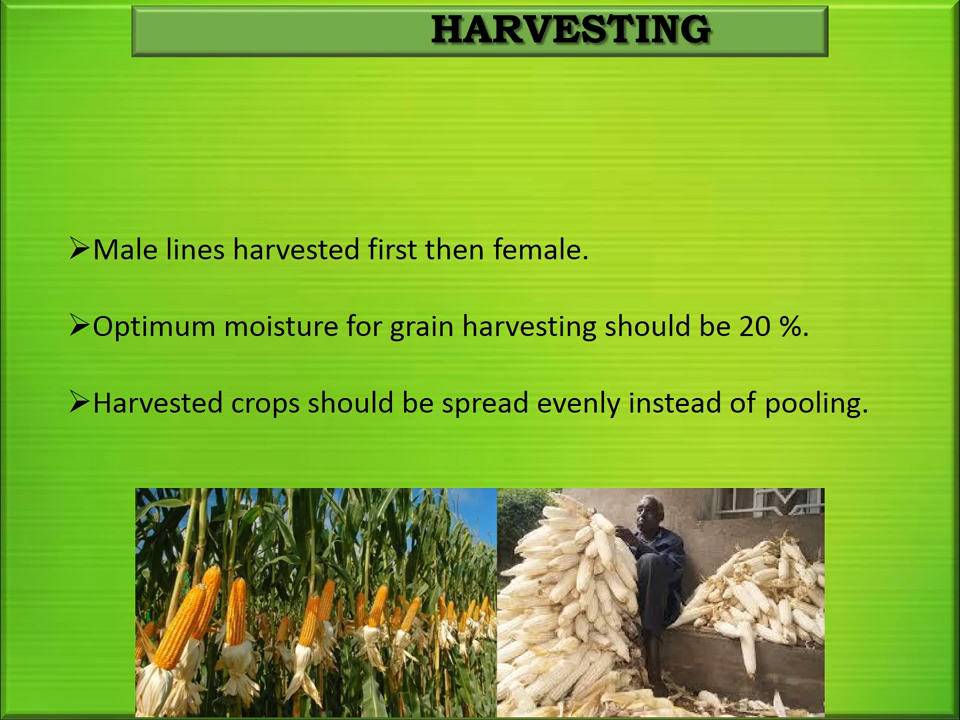 HARVESTING
➢Male lines harvested first then female.
➢Optimum moisture for grain harvesting should be 20 %.
➢Harvested crops should be spread evenly instead of pooling.